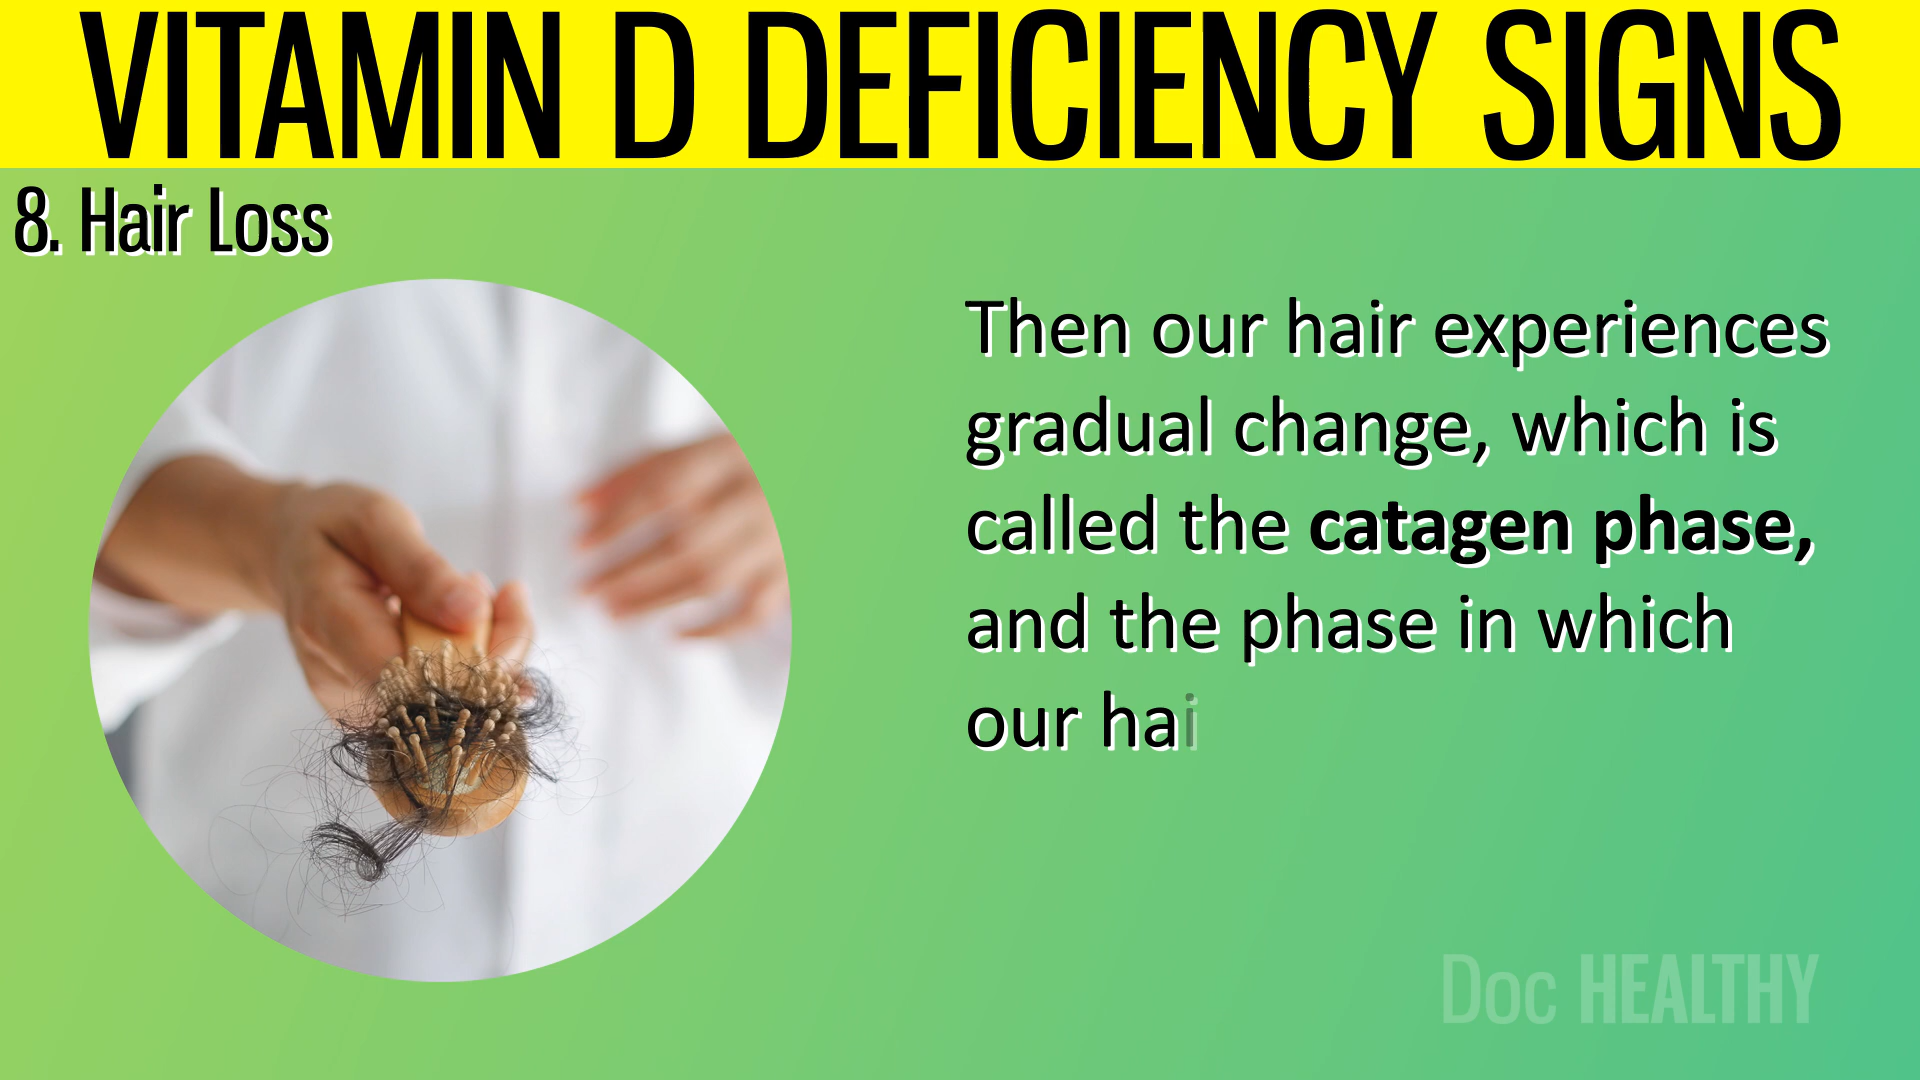 VITAMIN D DEFICIENCY SIGNS
8. Hair Loss
Then our hair experiences
gradual change, which is
called the catagen phase,
and the phase in which
our hai
Doc HEALTHY